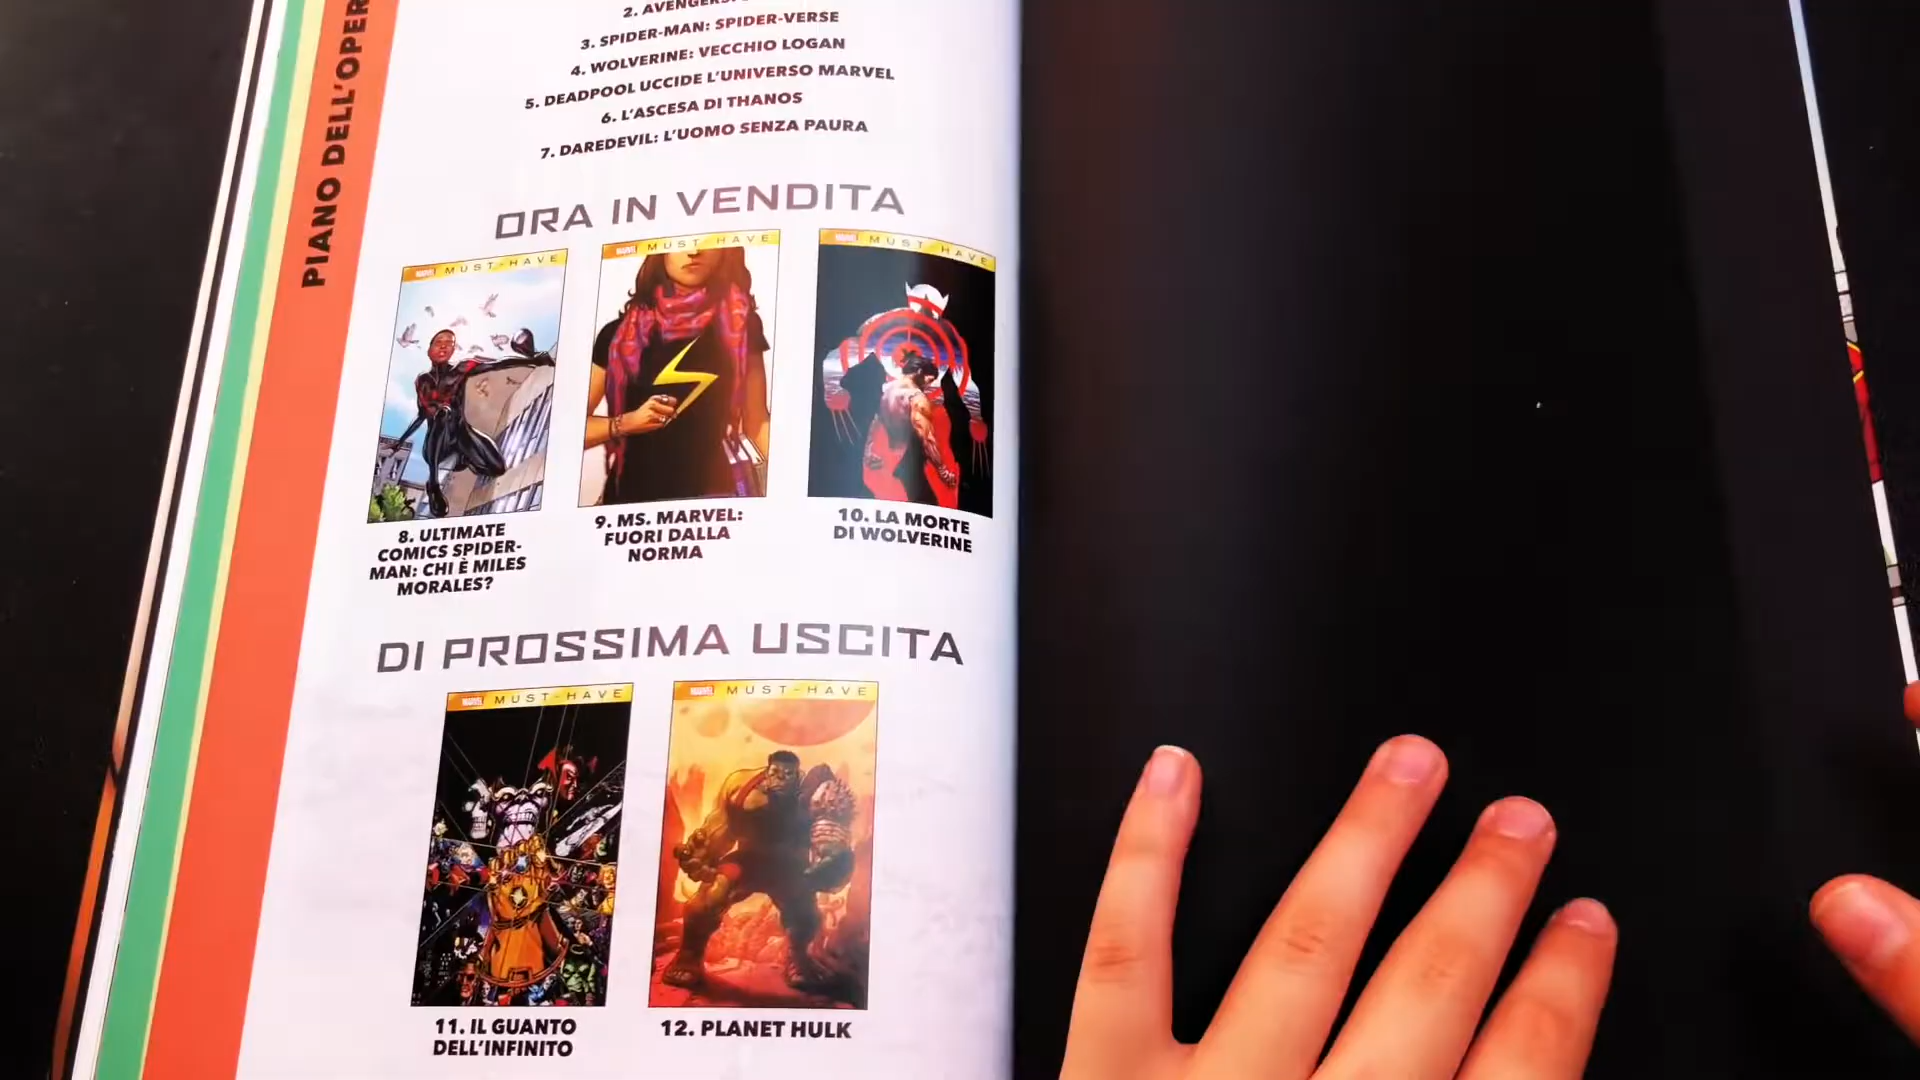 PIANO DELL'OPER
2. AVENGERS:
3. SPIDER-MAN: SPIDER-VERSE
4. WOLVERINE: VECCHIO LOGAN
5. DEADPOOL UCCIDE L'UNIVERSO MARVEL
6. L'ASCESA DI THANOS
7. DAREDEVIL: L'UOMO SENZA PAURA
ORA IN VENDITA
MARVEL MUST-HAVE
MARVEL MUST-HAVE
MARVEL MUST-HAVE
8. ULTIMATE
COMICS SPIDER-
MAN: CHI È MILES
MORALES?
9. MS. MARVEL:
FUORI DALLA
NORMA
10. LA MORTE
DI WOLVERINE
DI PROSSIMA USCITA
MARVEL MUST-HAVE
MARVEL MUST-HAVE
11. IL GUANTO
DELL'INFINITO
12. PLANET HULK